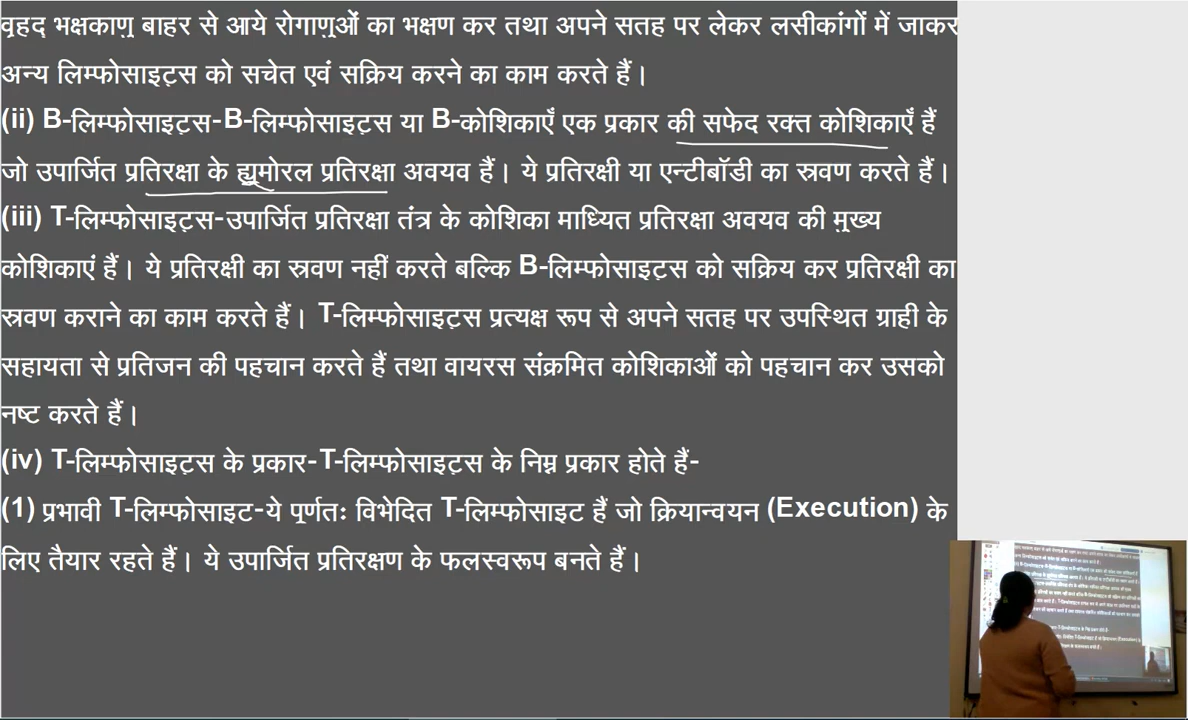 वृहद् भक्षकाणु बाहर से आये रोगाणुओं का भक्षण कर तथा अपने सतह पर लेकर लसीकांगों में जाकर
अन्य लिम्फोसाइट्स को सचेत एवं सक्रिय करने का काम करते हैं।
(ii) B-लिम्फोसाइट्स-B-लिम्फोसाइट्स या B-कोशिकाएँ एक प्रकार की सफेद रक्त कोशिकाएँ हैं
जो उपार्जित प्रतिरक्षा के ह्यूमोरल प्रतिरक्षा अवयव हैं। ये प्रतिरक्षी या एन्टीबॉडी का स्रवण करते हैं।
(iii) T-लिम्फोसाइट्स-उपार्जित प्रतिरक्षा तंत्र के कोशिका माध्यित प्रतिरक्षा अवयव की मुख्य
कोशिकाएं हैं। ये प्रतिरक्षी का स्रवण नहीं करते बल्कि B-लिम्फोसाइट्स को सक्रिय कर प्रतिरक्षी का
स्रवण कराने का काम करते हैं। T-लिम्फोसाइट्स प्रत्यक्ष रूप से अपने सतह पर उपस्थित ग्राही के
सहायता से प्रतिजन की पहचान करते हैं तथा वायरस संक्रमित कोशिकाओं को पहचान कर उसको
नष्ट करते हैं।
(iv) T-लिम्फोसाइट्स के प्रकार-T-लिम्फोसाइट्स के निम्न प्रकार होते हैं-
(1) प्रभावी T-लिम्फोसाइट-ये पूर्णतः विभेदित T-लिम्फोसाइट हैं जो क्रियान्वयन (Execution) के
लिए तैयार रहते हैं। ये उपार्जित प्रतिरक्षण के फलस्वरूप बनते हैं।